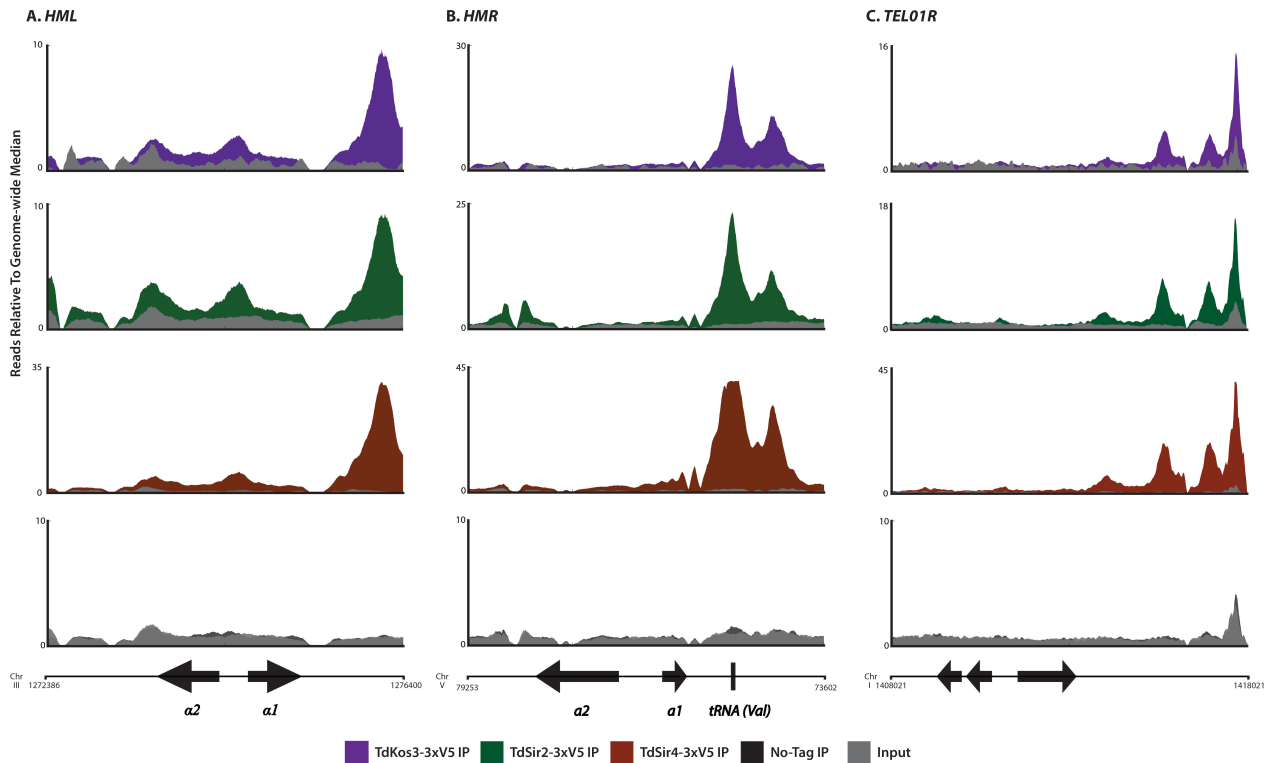 A. HML
B. HMR
C. TEL01R
Reads Relative To Genome-wide Median
10
0
30
0
16
0
10
0
25
0
18
0
35
0
45
0
45
0
10
0
10
0
10
0
Chr III
1272386
1276400
Chr V
79253
73602
Chr I
1408021
1418021
α2
α1
a2
a1
tRNA (Val)
TdKos3-3xV5 IP
TdSir2-3xV5 IP
TdSir4-3xV5 IP
No-Tag IP
Input